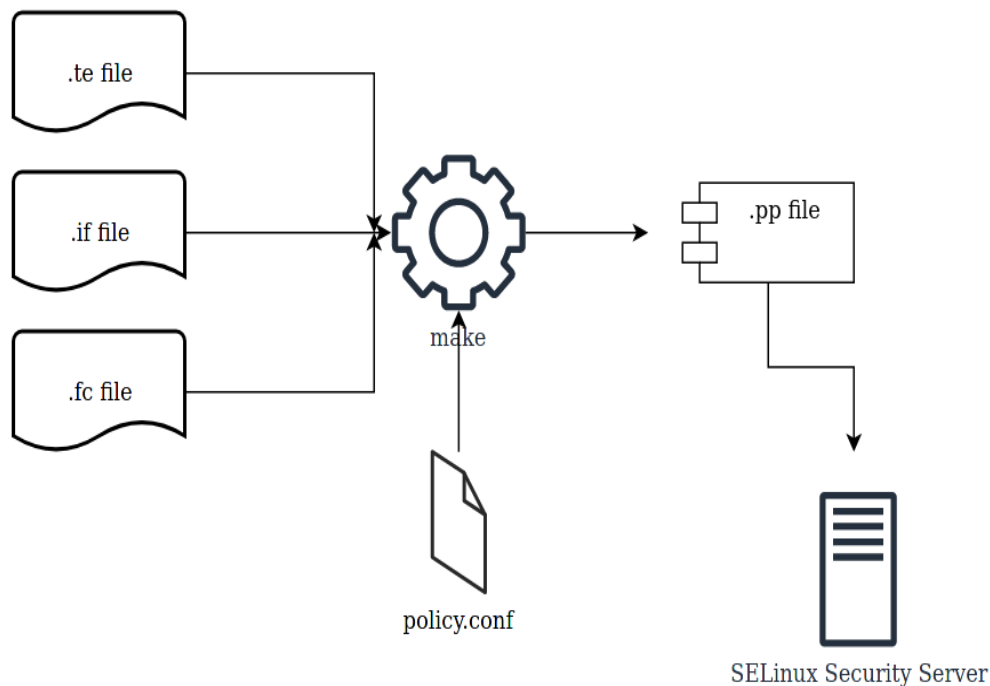 .te file
.if file
.fc file
make
.pp file
policy.conf
SELinux Security Server